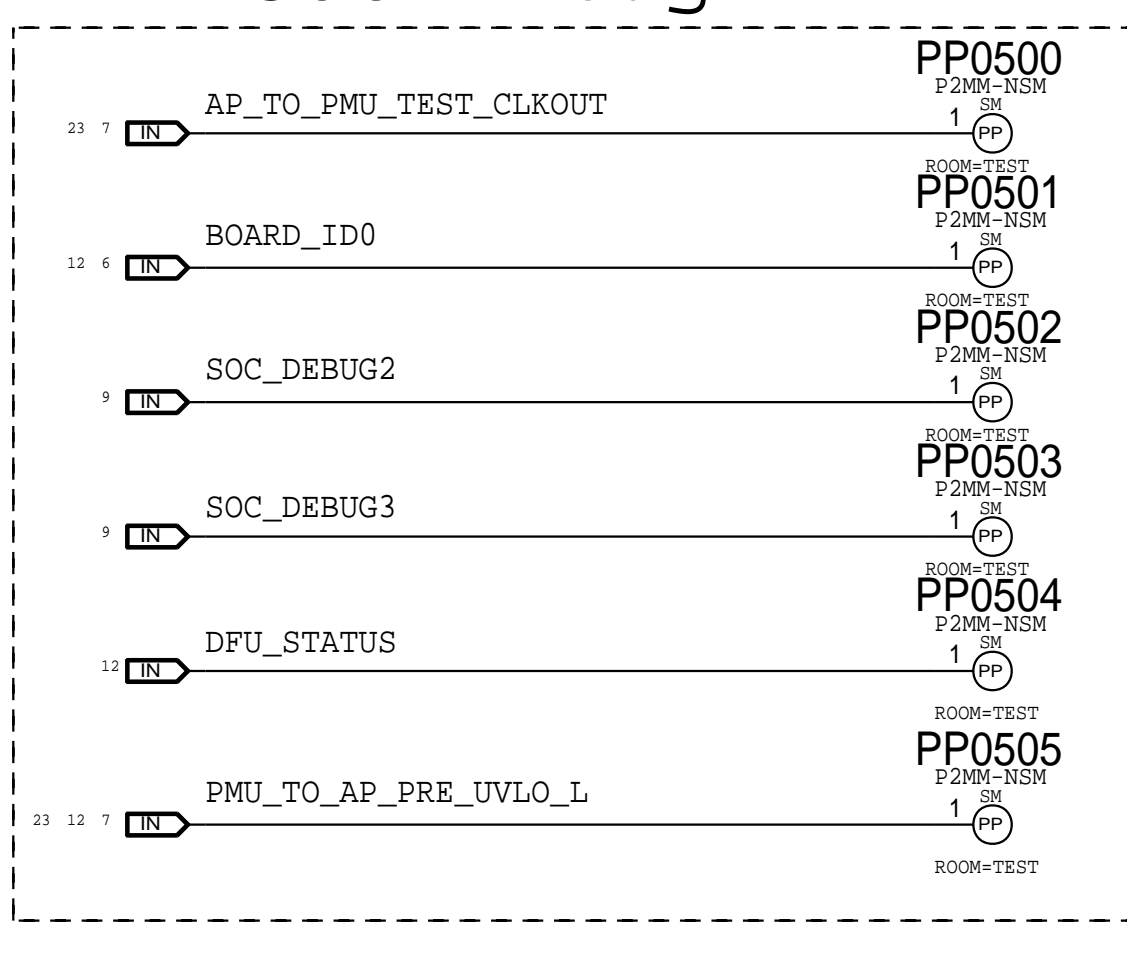 PP0500
P2MM-NSM
AP_TO_PMU_TEST_CLKOUT
SM
1
23 7 IN PP
ROOM=TEST
PP0501
P2MM-NSM
BOARD_ID0
SM
1
12 6 IN PP
ROOM=TEST
PP0502
P2MM-NSM
SOC_DEBUG2
SM
1
9 IN PP
ROOM=TEST
PP0503
P2MM-NSM
SOC_DEBUG3
SM
1
9 IN PP
ROOM=TEST
PP0504
P2MM-NSM
DFU_STATUS
SM
1
12 IN PP
ROOM=TEST
PP0505
P2MM-NSM
PMU_TO_AP_PRE_UVLO_L
SM
1
23 12 7 IN PP
ROOM=TEST